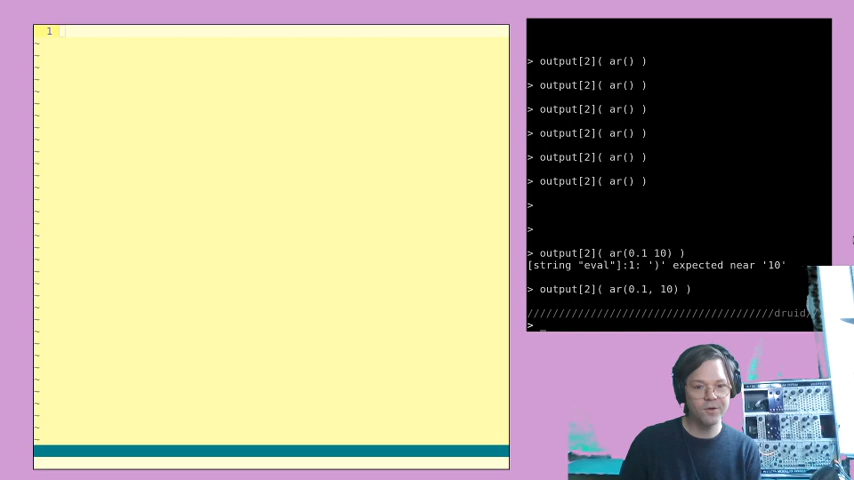 1
> output[2]( ar() )
> output[2]( ar() )
> output[2]( ar() )
> output[2]( ar() )
> output[2]( ar() )
> output[2]( ar() )
>
>
> output[2]( ar(0.1 10) )
[string "eval"]:1: ')' expected near '10'
> output[2]( ar(0.1, 10) )
///////////////////////////////////////druid/
> _